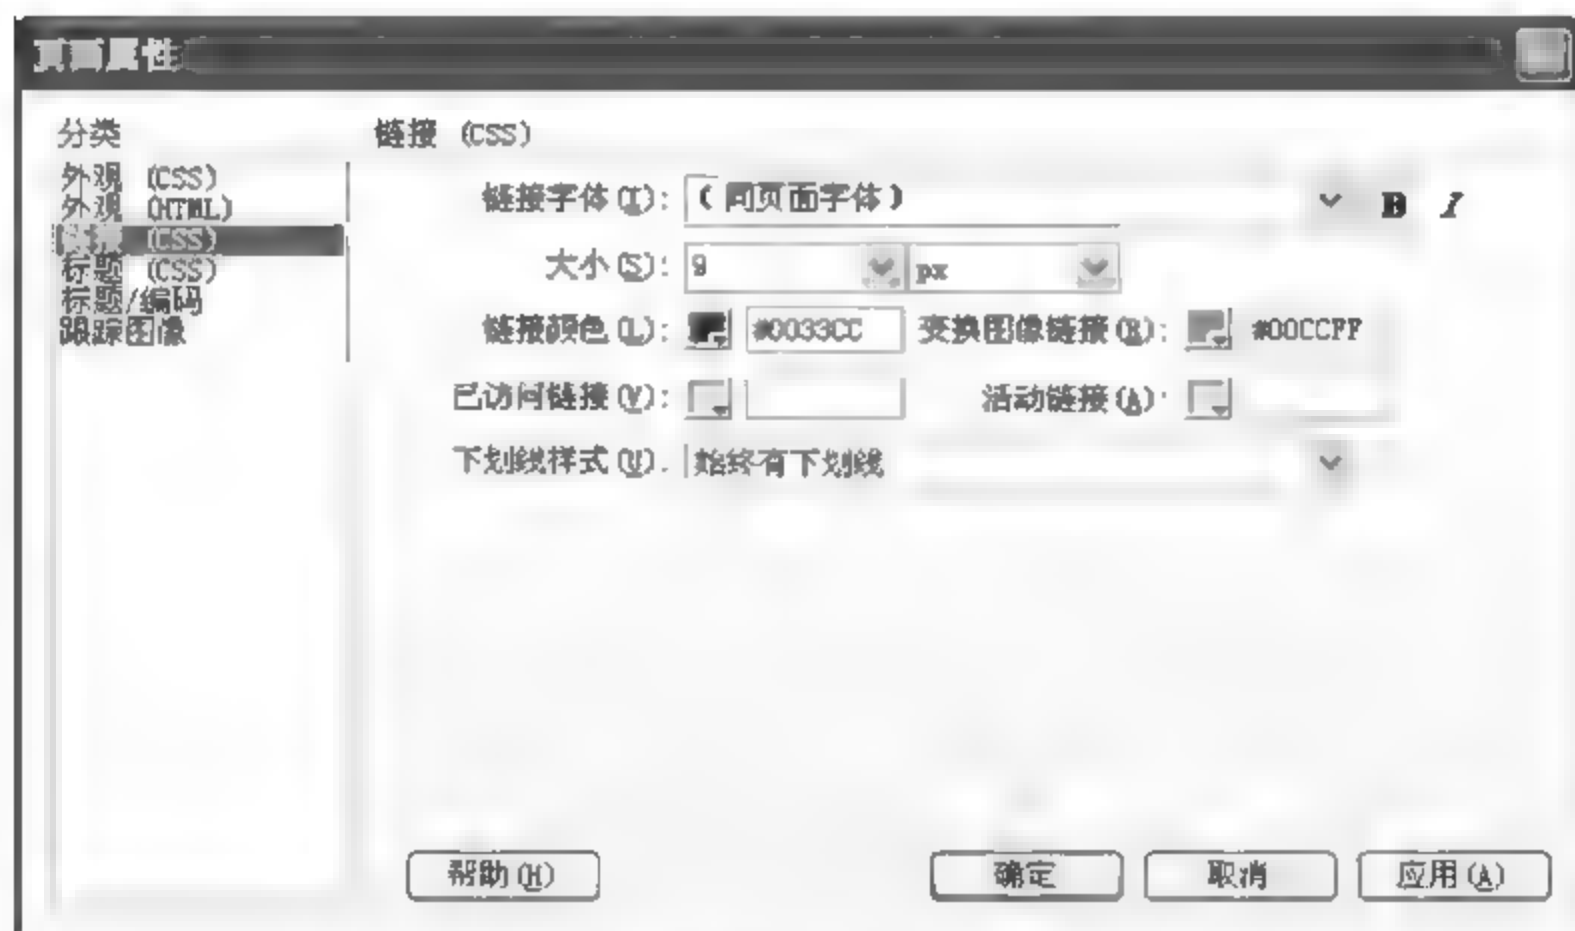 页面属性
分类
外观 (CSS)
外观 (HTML)
链接 (CSS)
标题 (CSS)
标题/编码
跟踪图像
链接 (CSS)
链接字体(I): (同页面字体) B I
大小(S): 9 px
链接颜色(L): #0033CC 变换图像链接(R): #00CCFF
已访问链接(V): 活动链接(A):
下划线样式(U): 始终有下划线
帮助(H) 确定 取消 应用(A)